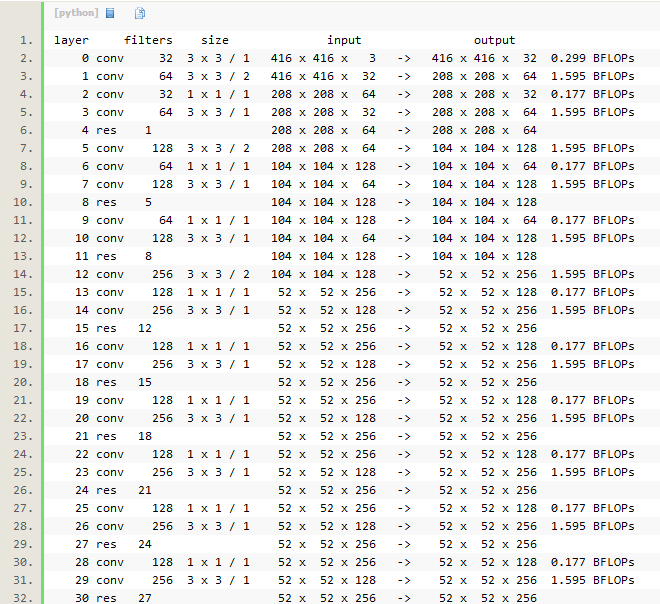 [python]
1. layer     filters    size              input                output
2.     0 conv     32  3 x 3 / 1   416 x 416 x   3   ->   416 x 416 x  32  0.299 BFLOPs
3.     1 conv     64  3 x 3 / 2   416 x 416 x  32   ->   208 x 208 x  64  1.595 BFLOPs
4.     2 conv     32  1 x 1 / 1   208 x 208 x  64   ->   208 x 208 x  32  0.177 BFLOPs
5.     3 conv     64  3 x 3 / 1   208 x 208 x  32   ->   208 x 208 x  64  1.595 BFLOPs
6.     4 res    1                 208 x 208 x  64   ->   208 x 208 x  64
7.     5 conv    128  3 x 3 / 2   208 x 208 x  64   ->   104 x 104 x 128  1.595 BFLOPs
8.     6 conv     64  1 x 1 / 1   104 x 104 x 128   ->   104 x 104 x  64  0.177 BFLOPs
9.     7 conv    128  3 x 3 / 1   104 x 104 x  64   ->   104 x 104 x 128  1.595 BFLOPs
10.     8 res    5                 104 x 104 x 128   ->   104 x 104 x 128
11.     9 conv     64  1 x 1 / 1   104 x 104 x 128   ->   104 x 104 x  64  0.177 BFLOPs
12.    10 conv    128  3 x 3 / 1   104 x 104 x  64   ->   104 x 104 x 128  1.595 BFLOPs
13.    11 res    8                 104 x 104 x 128   ->   104 x 104 x 128
14.    12 conv    256  3 x 3 / 2   104 x 104 x 128   ->    52 x  52 x 256  1.595 BFLOPs
15.    13 conv    128  1 x 1 / 1    52 x  52 x 256   ->    52 x  52 x 128  0.177 BFLOPs
16.    14 conv    256  3 x 3 / 1    52 x  52 x 128   ->    52 x  52 x 256  1.595 BFLOPs
17.    15 res   12                  52 x  52 x 256   ->    52 x  52 x 256
18.    16 conv    128  1 x 1 / 1    52 x  52 x 256   ->    52 x  52 x 128  0.177 BFLOPs
19.    17 conv    256  3 x 3 / 1    52 x  52 x 128   ->    52 x  52 x 256  1.595 BFLOPs
20.    18 res   15                  52 x  52 x 256   ->    52 x  52 x 256
21.    19 conv    128  1 x 1 / 1    52 x  52 x 256   ->    52 x  52 x 128  0.177 BFLOPs
22.    20 conv    256  3 x 3 / 1    52 x  52 x 128   ->    52 x  52 x 256  1.595 BFLOPs
23.    21 res   18                  52 x  52 x 256   ->    52 x  52 x 256
24.    22 conv    128  1 x 1 / 1    52 x  52 x 256   ->    52 x  52 x 128  0.177 BFLOPs
25.    23 conv    256  3 x 3 / 1    52 x  52 x 128   ->    52 x  52 x 256  1.595 BFLOPs
26.    24 res   21                  52 x  52 x 256   ->    52 x  52 x 256
27.    25 conv    128  1 x 1 / 1    52 x  52 x 256   ->    52 x  52 x 128  0.177 BFLOPs
28.    26 conv    256  3 x 3 / 1    52 x  52 x 128   ->    52 x  52 x 256  1.595 BFLOPs
29.    27 res   24                  52 x  52 x 256   ->    52 x  52 x 256
30.    28 conv    128  1 x 1 / 1    52 x  52 x 256   ->    52 x  52 x 128  0.177 BFLOPs
31.    29 conv    256  3 x 3 / 1    52 x  52 x 128   ->    52 x  52 x 256  1.595 BFLOPs
32.    30 res   27                  52 x  52 x 256   ->    52 x  52 x 256